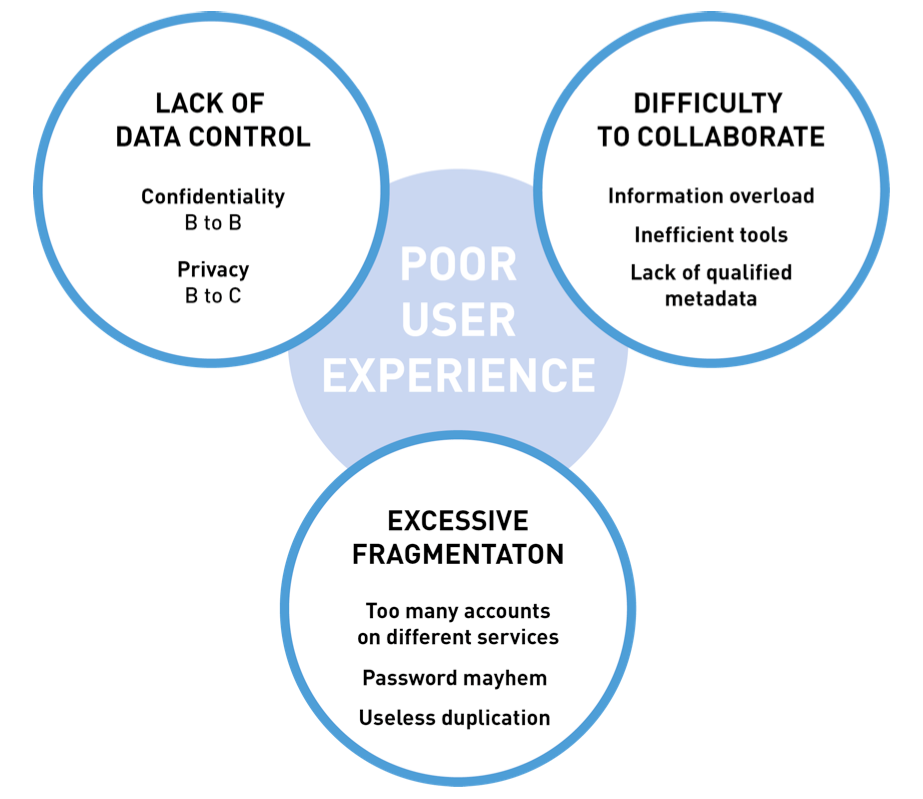 LACK OF
DATA CONTROL
Confidentiality
B to B
Privacy
B to C
DIFFICULTY
TO COLLABORATE
Information overload
Inefficient tools
Lack of qualified
metadata
POOR
USER
EXPERIENCE
EXCESSIVE
FRAGMENTATON
Too many accounts
on different services
Password mayhem
Useless duplication